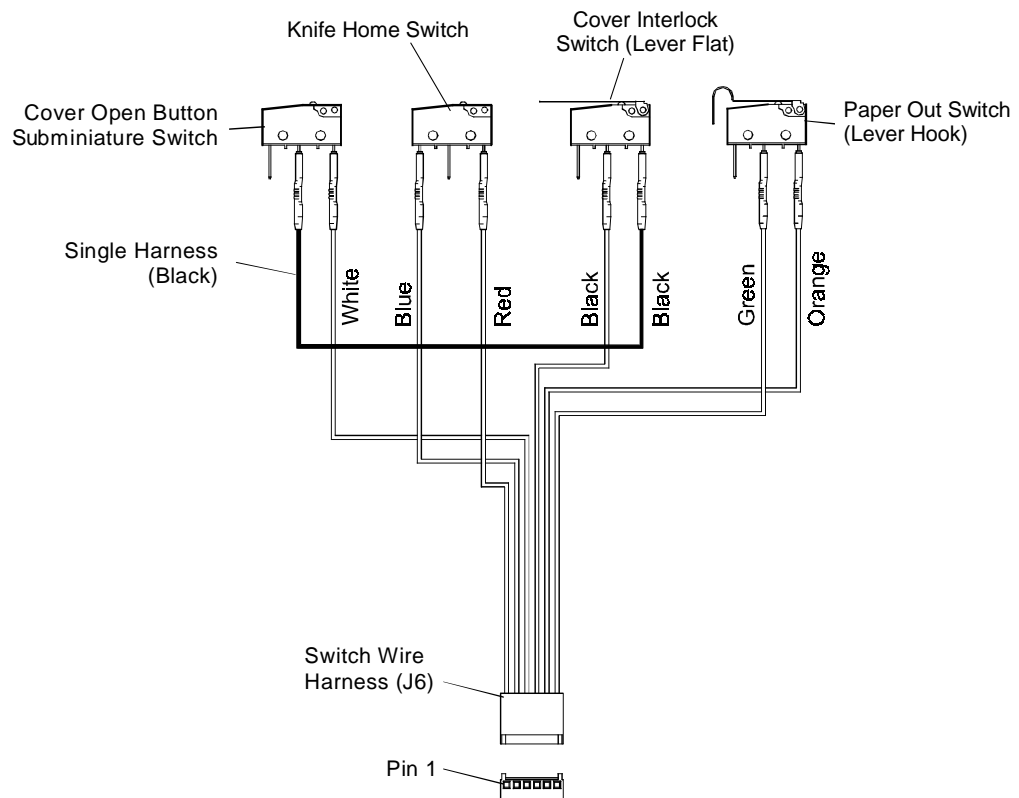 Cover Interlock
Switch (Lever Flat)
Knife Home Switch
Cover Open Button
Subminiature Switch
Paper Out Switch
(Lever Hook)
Single Harness
(Black)
White
Blue
Red
Black
Black
Green
Orange
Switch Wire
Harness (J6)
Pin 1